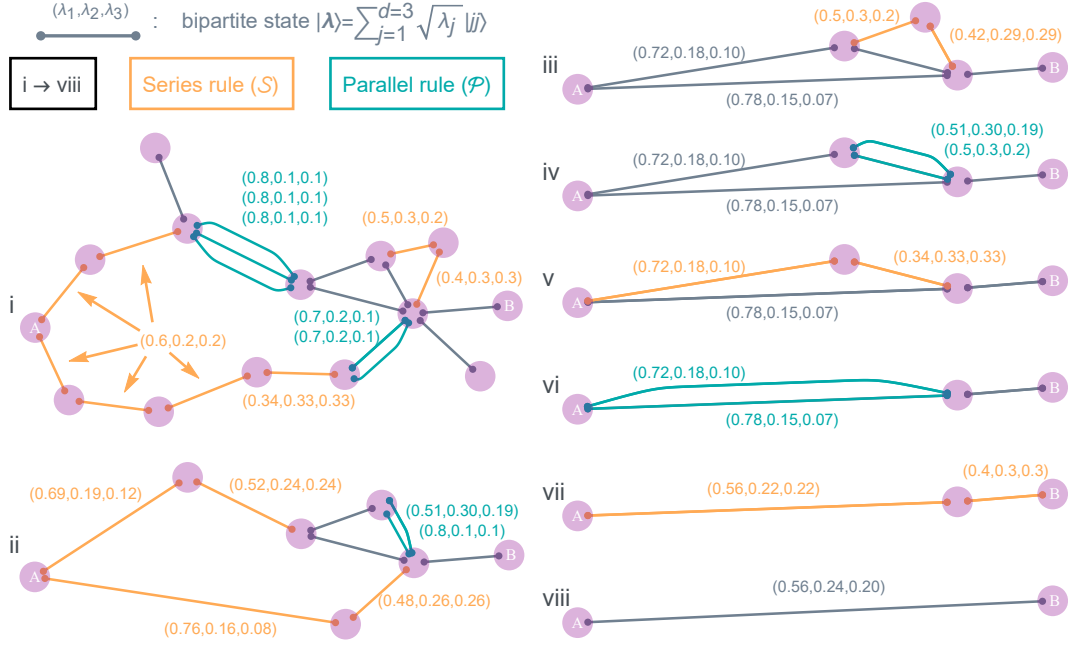 (λ₁,λ₂,λ₃)
: bipartite state |λ⟩=∑_{j=1}^{d=3} √λⱼ |jj⟩
i → viii
Series rule (𝒮)
Parallel rule (𝒫)
i
(0.8,0.1,0.1)
(0.8,0.1,0.1)
(0.8,0.1,0.1)
(0.5,0.3,0.2)
(0.4,0.3,0.3)
A
(0.6,0.2,0.2)
(0.7,0.2,0.1)
(0.7,0.2,0.1)
B
(0.34,0.33,0.33)
ii
(0.69,0.19,0.12)
(0.52,0.24,0.24)
(0.51,0.30,0.19)
(0.8,0.1,0.1)
A
B
(0.48,0.26,0.26)
(0.76,0.16,0.08)
iii
(0.5,0.3,0.2)
(0.42,0.29,0.29)
(0.72,0.18,0.10)
A
B
(0.78,0.15,0.07)
iv
(0.51,0.30,0.19)
(0.5,0.3,0.2)
(0.72,0.18,0.10)
A
B
(0.78,0.15,0.07)
v
(0.72,0.18,0.10)
(0.34,0.33,0.33)
A
B
(0.78,0.15,0.07)
vi
(0.72,0.18,0.10)
A
B
(0.78,0.15,0.07)
vii
(0.56,0.22,0.22)
(0.4,0.3,0.3)
A
B
viii
(0.56,0.24,0.20)
A
B